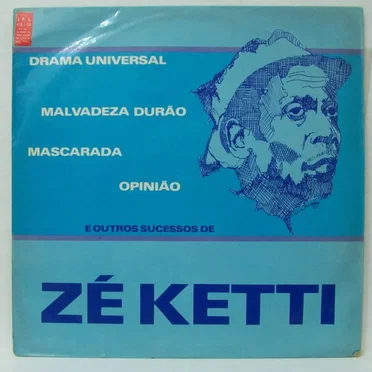 DRAMA UNIVERSAL
MALVADEZA DURÃO
MASCARADA
OPINIÃO
E OUTROS SUCESSOS DE
ZÉ KETTI